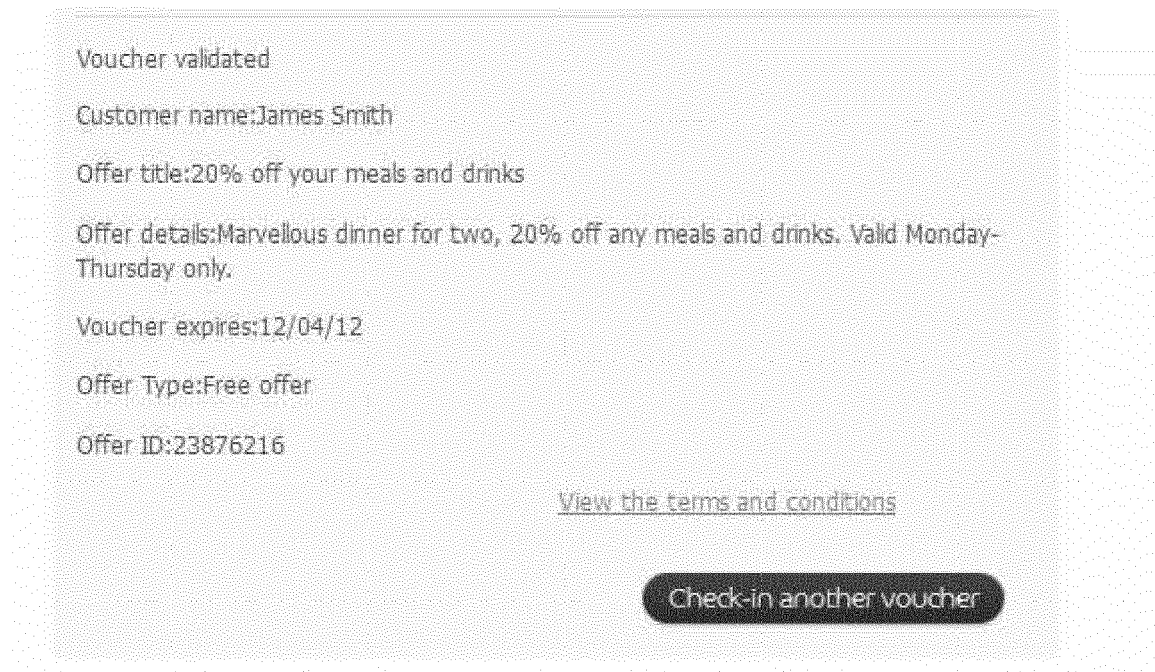 Voucher validated
Customer name:James Smith
Offer title:20% off your meals and drinks
Offer details:Marvellous dinner for two, 20% off any meals and drinks. Valid Monday-
Thursday only.
Voucher expires:12/04/12
Offer Type:Free offer
Offer ID:23876216
View the terms and conditions
Check-in another voucher